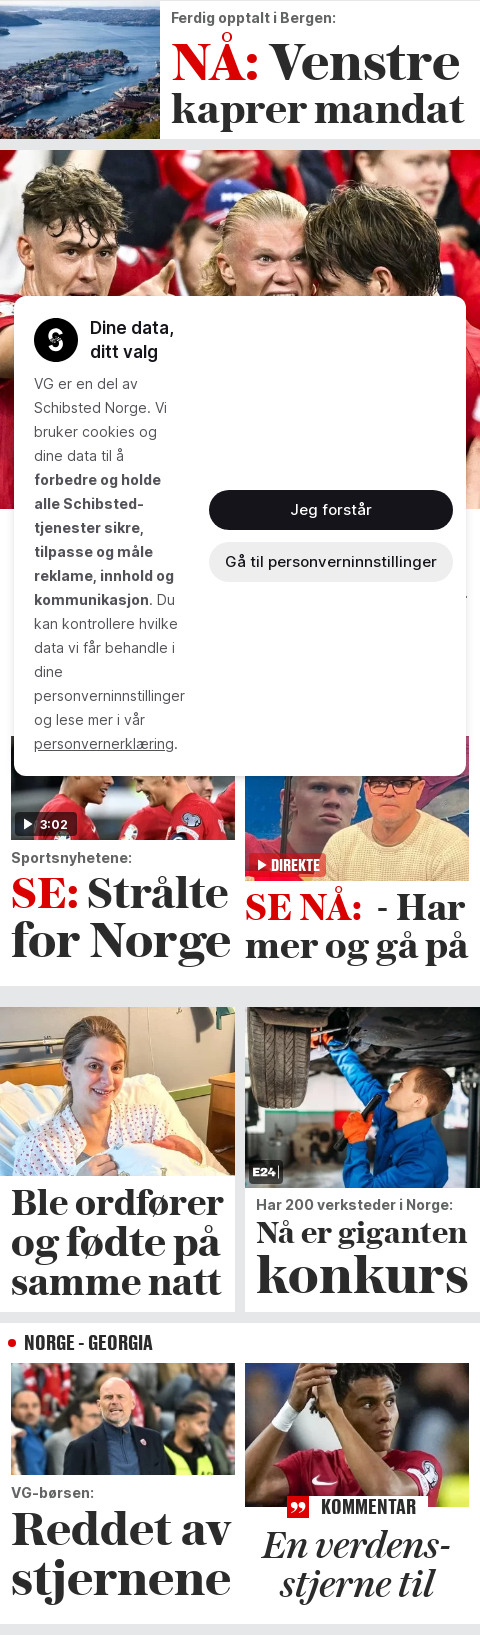 Ferdig opptalt i Bergen:
NÅ: Venstre
kaprer mandat
Dine data,
ditt valg
VG er en del av
Schibsted Norge. Vi
bruker cookies og
dine data til å
forbedre og holde
alle Schibsted-
tjenester sikre,
tilpasse og måle
reklame, innhold og
kommunikasjon. Du
kan kontrollere hvilke
data vi får behandle i
dine
personverninnstillinger
og lese mer i vår
personvernerklæring.
Jeg forstår
Gå til personverninnstillinger
3:02
Sportsnyhetene:
SE: Strålte
for Norge
DIREKTE
SE NÅ: - Har
mer og gå på
Ble ordfører
og fødte på
samme natt
E24
Har 200 verksteder i Norge:
Nå er giganten
konkurs
NORGE - GEORGIA
VG-børsen:
Reddet av
stjernene
KOMMENTAR
En verdens-
stjerne til